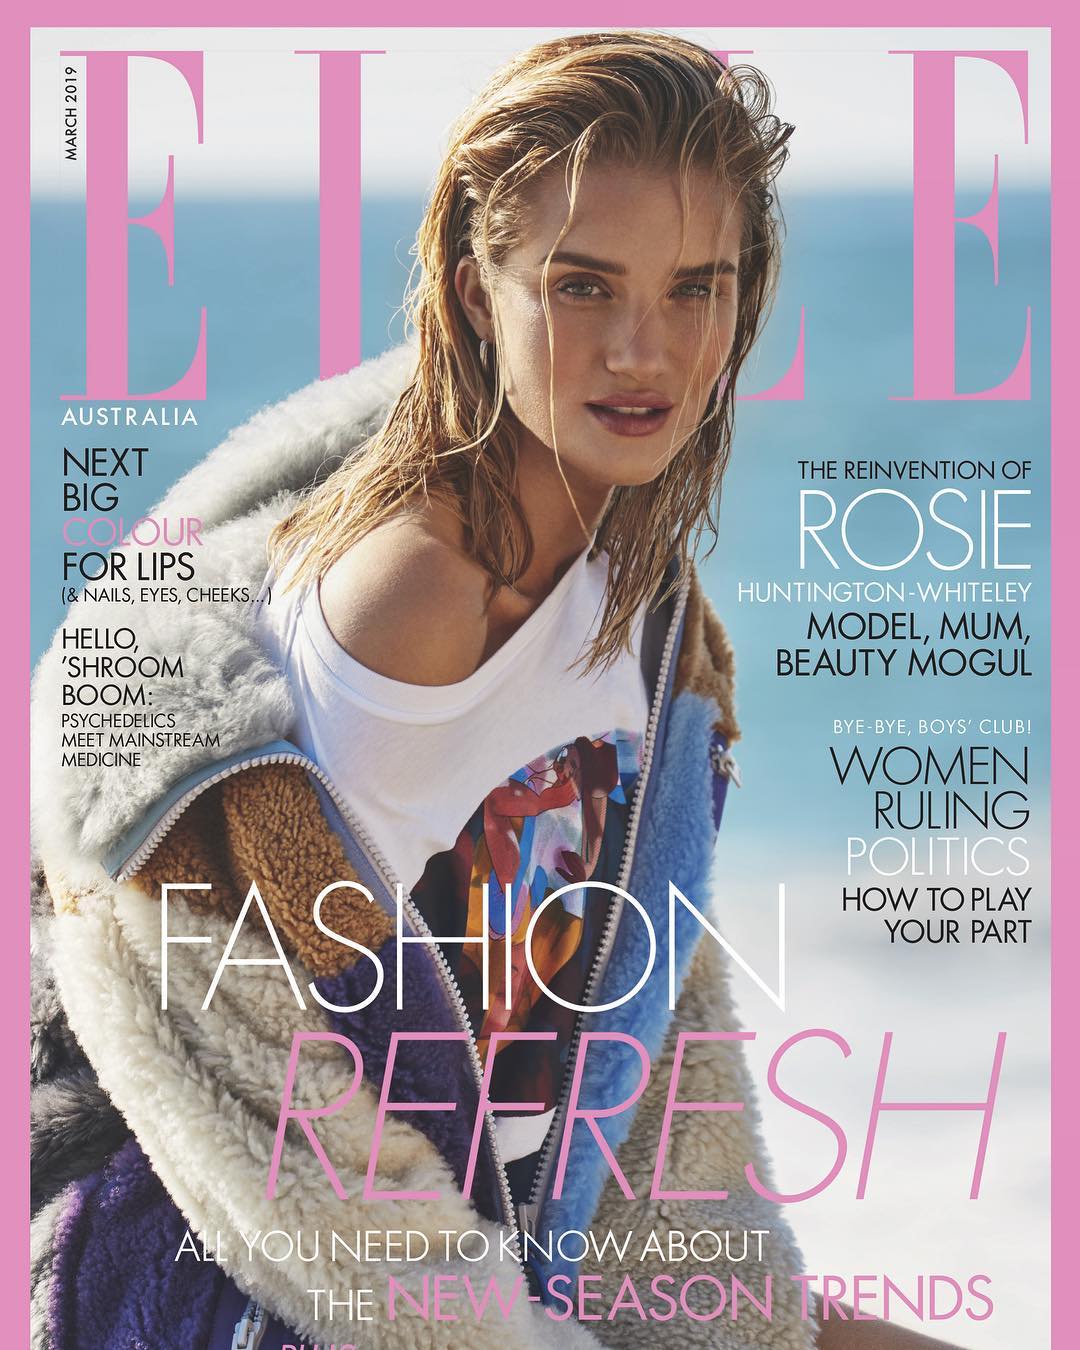 MARCH 2019
ELLE
AUSTRALIA
NEXT
BIG
COLOUR
FOR LIPS
(& NAILS, EYES, CHEEKS...)
HELLO,
'SHROOM
BOOM:
PSYCHEDELICS
MEET MAINSTREAM
MEDICINE
THE REINVENTION OF
ROSIE
HUNTINGTON-WHITELEY
MODEL, MUM,
BEAUTY MOGUL
BYE-BYE, BOYS' CLUB!
WOMEN
RULING
POLITICS
HOW TO PLAY
YOUR PART
FASHION
REFRESH
ALL YOU NEED TO KNOW ABOUT
THE NEW-SEASON TRENDS